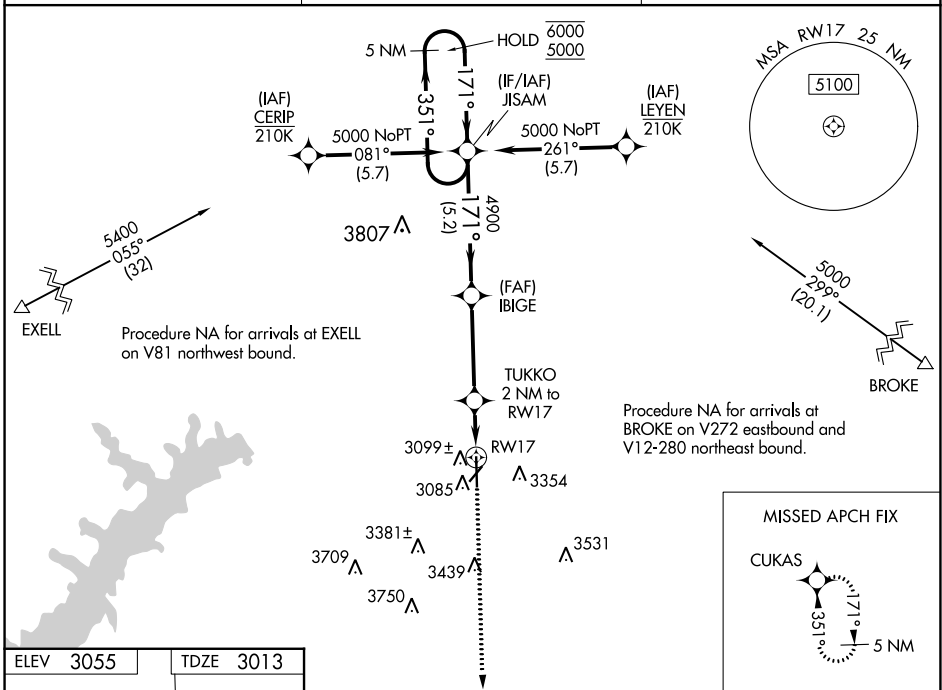 HOLD
6000
5000
5 NM
171°
351°
(IF/IAF)
JISAM
(IAF)
CERIP
210K
5000 NoPT
081°
(5.7)
(IAF)
LEYEN
210K
5000 NoPT
261°
(5.7)
MSA RW17 25 NM
5100
4900
171°
(5.2)
3807
5400
055°
(32)
EXELL
Procedure NA for arrivals at EXELL
on V81 northwest bound.
(FAF)
IBIGE
5000
299°
(20.1)
BROKE
TUKKO
2 NM to
RW17
Procedure NA for arrivals at
BROKE on V272 eastbound and
V12-280 northeast bound.
3099±
RW17
3085
3354
3381±
3709
3439
3531
3750
MISSED APCH FIX
CUKAS
171°
351°
5 NM
ELEV 3055
TDZE 3013